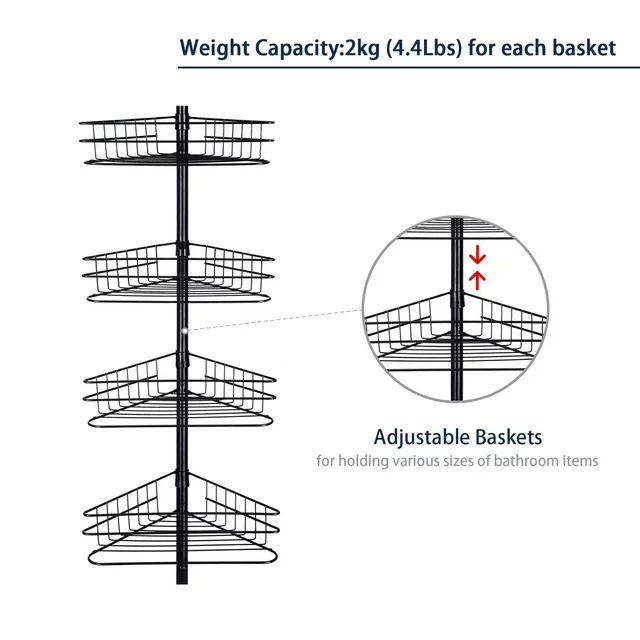 Weight Capacity:2kg (4.4Lbs) for each basket
Adjustable Baskets
for holding various sizes of bathroom items